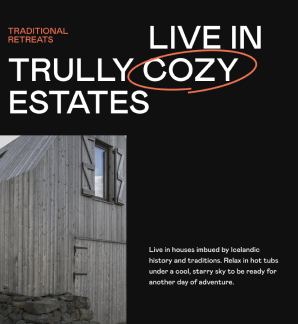 TRADITIONAL
RETREATS
LIVE IN
TRULLY COZY
ESTATES
Live in houses imbued by Icelandic
history and traditions. Relax in hot tubs
under a cool, starry sky to be ready for
another day of adventure.